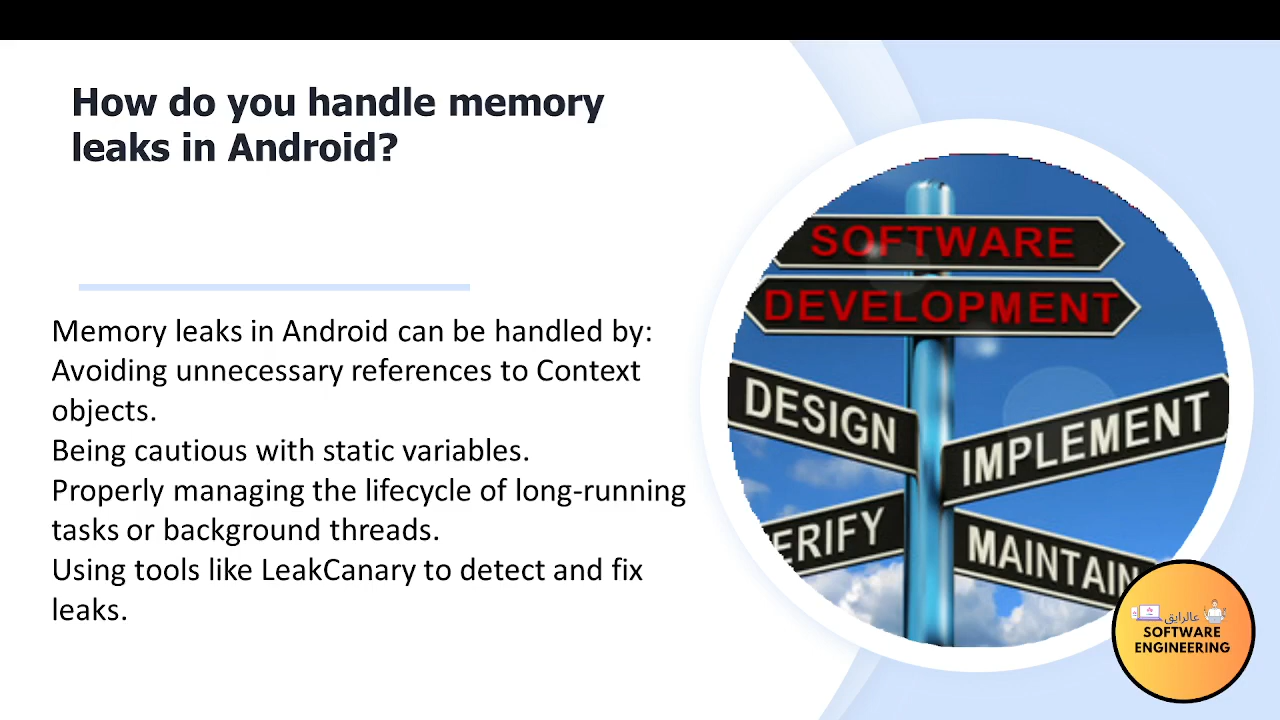 How do you handle memory
leaks in Android?
Memory leaks in Android can be handled by:
Avoiding unnecessary references to Context
objects.
Being cautious with static variables.
Properly managing the lifecycle of long-running
tasks or background threads.
Using tools like LeakCanary to detect and fix
leaks.
SOFTWARE
DEVELOPMENT
DESIGN
IMPLEMENT
ERIFY
MAINTAIN
عالرايق
SOFTWARE
ENGINEERING